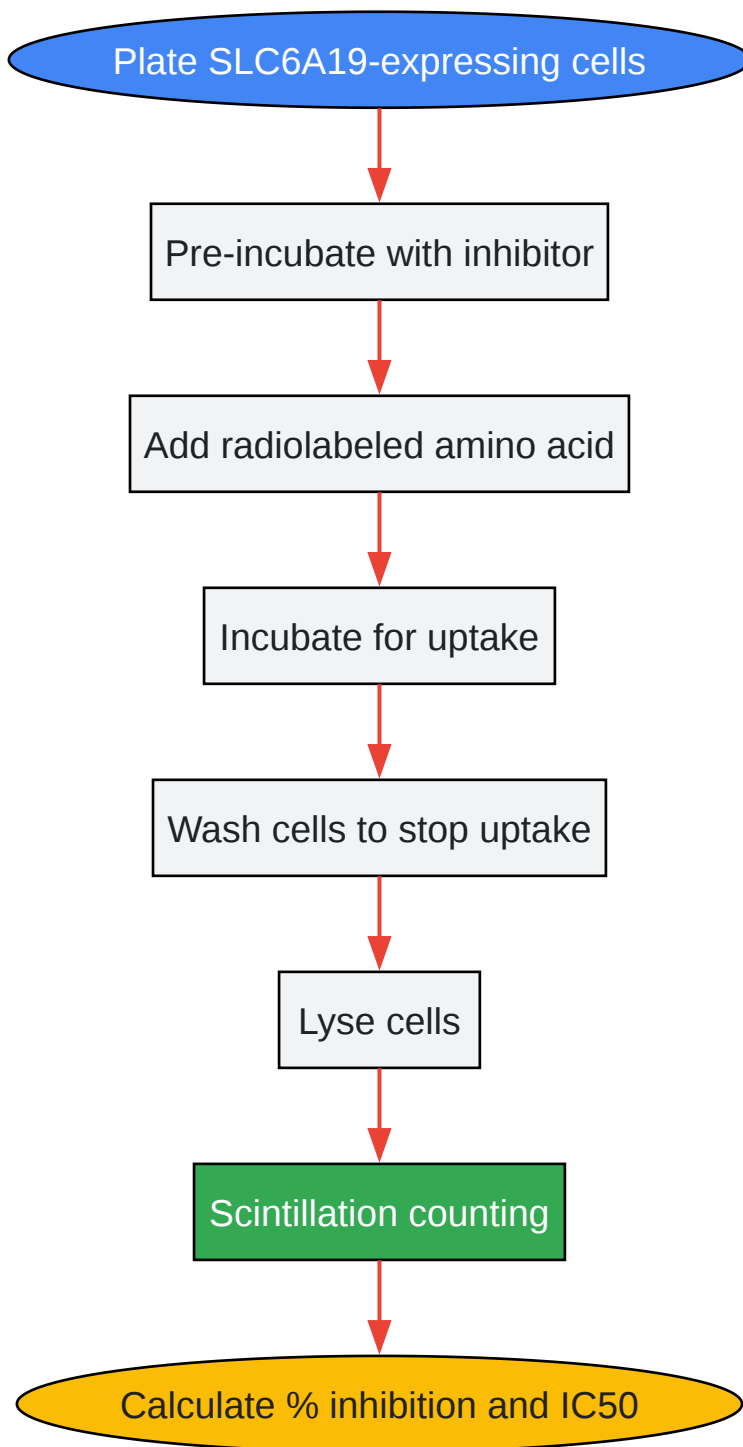 Plate SLC6A19-expressing cells
Pre-incubate with inhibitor
Add radiolabeled amino acid
Incubate for uptake
Wash cells to stop uptake
Lyse cells
Scintillation counting
Calculate % inhibition and IC50